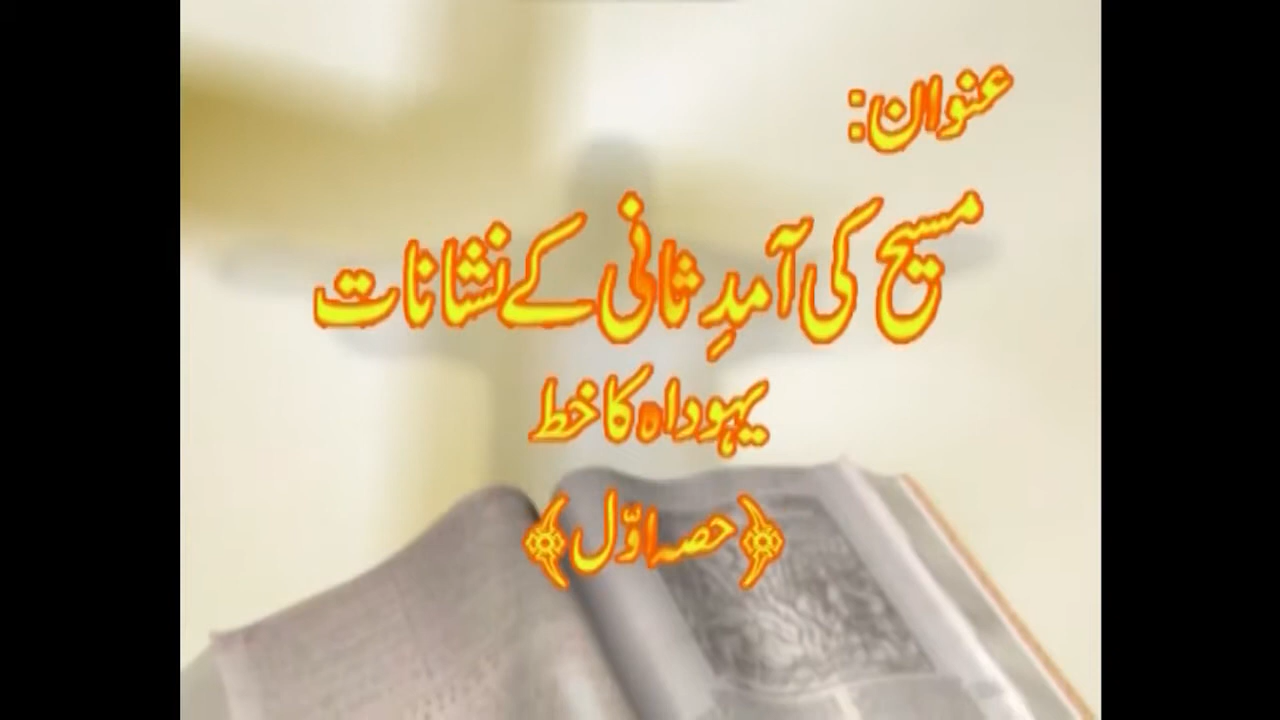 عنوان:
مسیح کی آمدِ ثانی کے نشانات
یہوداہ کا خط
﴿حصہ اوّل﴾